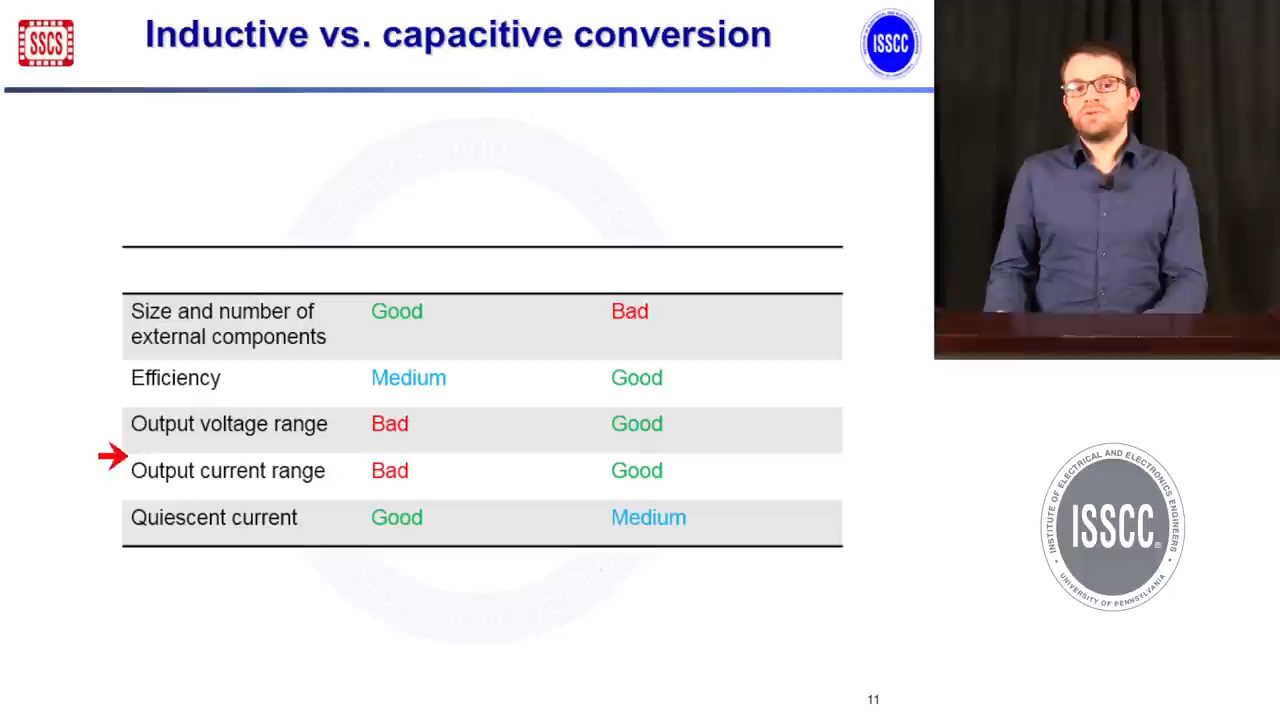 SSCS
Inductive vs. capacitive conversion
ISSCC
Size and number of Good Bad
external components
Efficiency Medium Good
Output voltage range Bad Good
Output current range Bad Good
Quiescent current Good Medium
INSTITUTE OF ELECTRICAL AND ELECTRONICS ENGINEERS
ISSCC®
UNIVERSITY OF PENNSYLVANIA
11